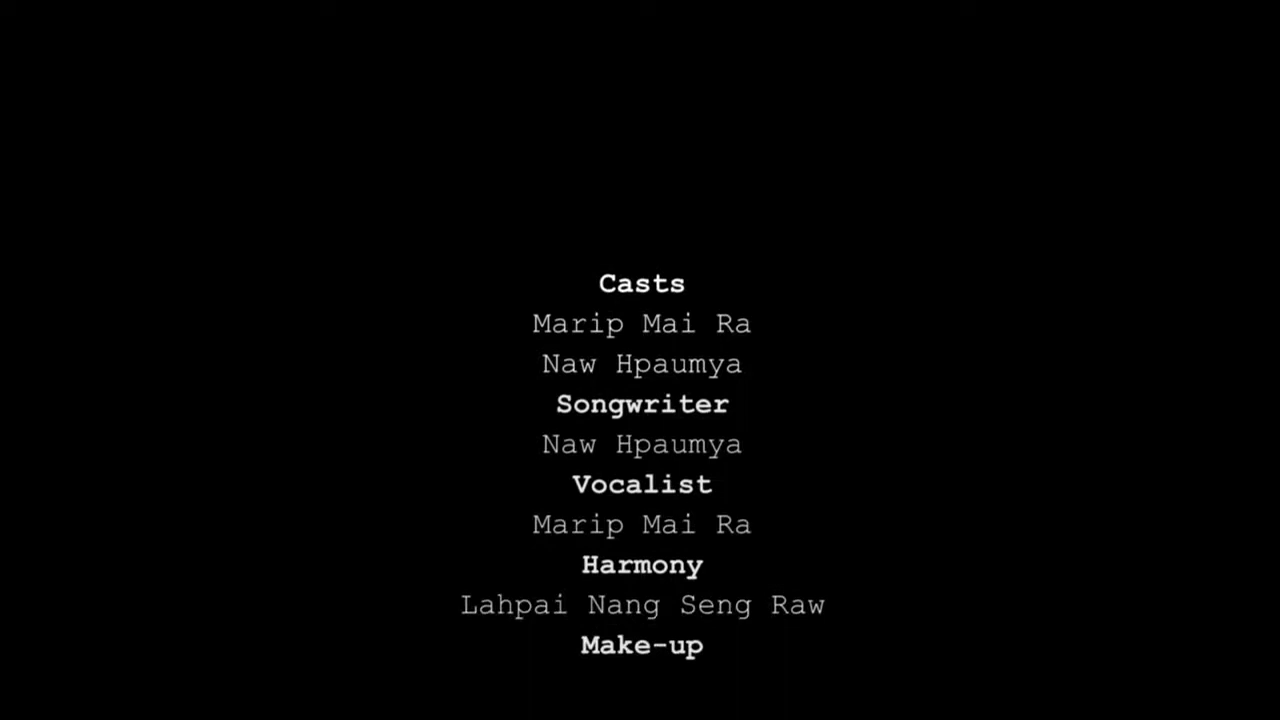 Casts
Marip Mai Ra
Naw Hpaumya
Songwriter
Naw Hpaumya
Vocalist
Marip Mai Ra
Harmony
Lahpai Nang Seng Raw
Make-up